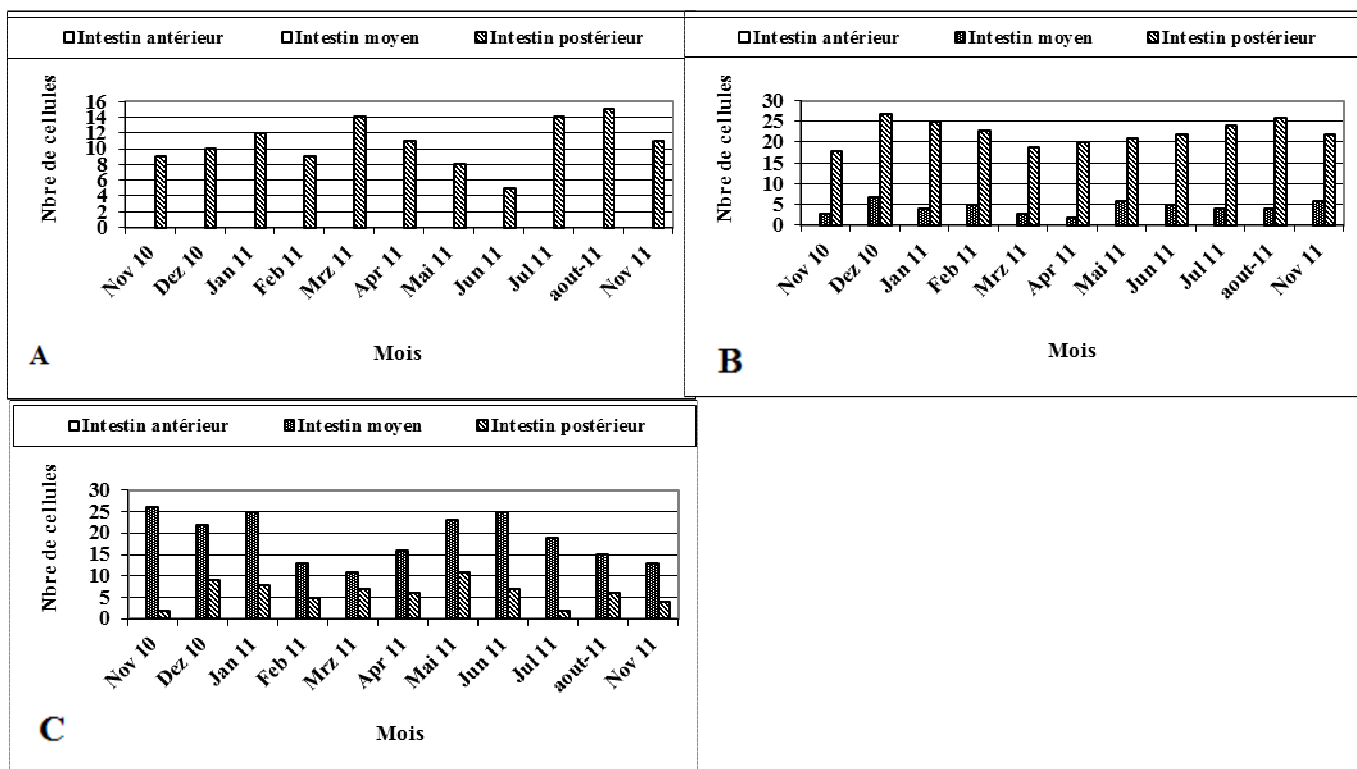 Intestin antérieur Intestin moyen Intestin postérieur
Nbre de cellules
16
14
12
10
8
6
4
2
0
Nov 10 Dez 10 Jan 11 Feb 11 Mrz 11 Apr 11 Mai 11 Jun 11 Jul 11 aout-11 Nov 11
Mois
A
Intestin antérieur Intestin moyen Intestin postérieur
Nbre de cellules
30
25
20
15
10
5
0
Nov 10 Dez 10 Jan 11 Feb 11 Mrz 11 Apr 11 Mai 11 Jun 11 Jul 11 aout-11 Nov 11
Mois
B
Intestin antérieur Intestin moyen Intestin postérieur
Nbre de cellules
30
25
20
15
10
5
0
Nov 10 Dez 10 Jan 11 Feb 11 Mrz 11 Apr 11 Mai 11 Jun 11 Jul 11 aout-11 Nov 11
Mois
C